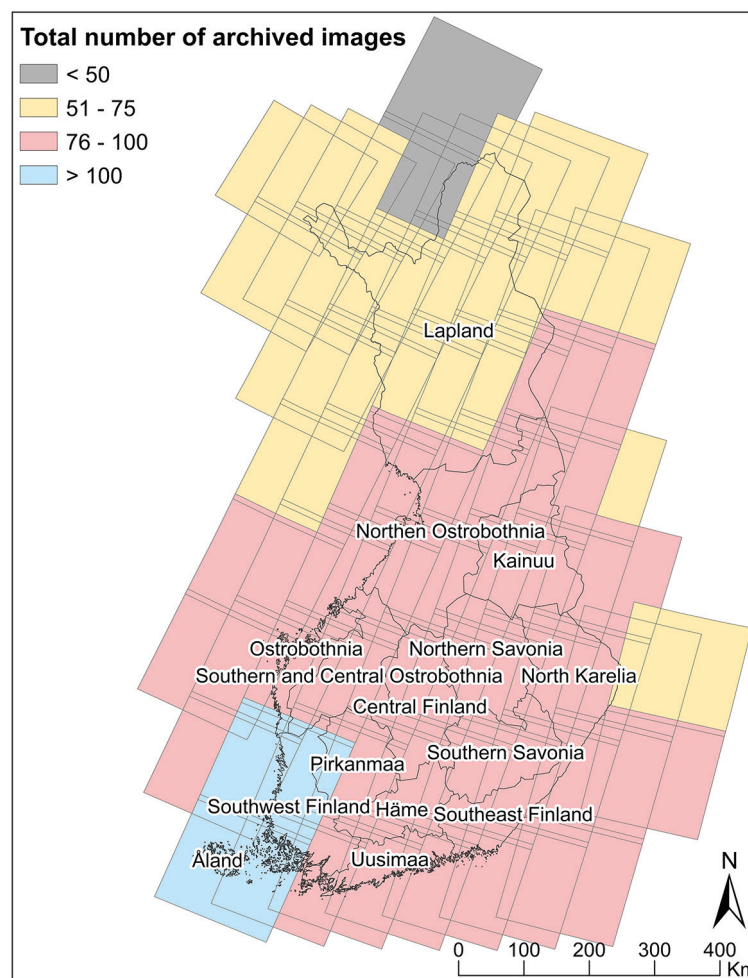 Total number of archived images
< 50
51 - 75
76 - 100
> 100
Lapland
Northen Ostrobothnia
Kainuu
Ostrobothnia
Northern Savonia
Southern and Central Ostrobothnia
North Karelia
Central Finland
Pirkanmaa
Southern Savonia
Southwest Finland
Häme
Southeast Finland
Åland
Uusimaa
N
0 100 200 300 400
Km